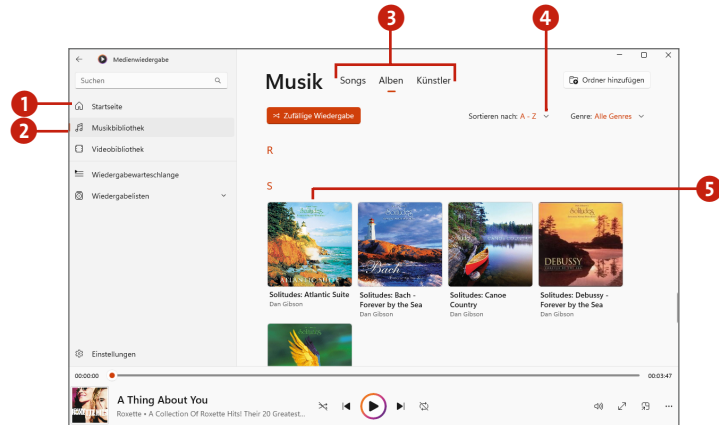 3
4
Medienwiedergabe
Suchen
Musik Songs Alben Künstler
Ordner hinzufügen
1
Startseite
Zufällige Wiedergabe
Sortieren nach: A - Z
Genre: Alle Genres
2
Musikbibliothek
Videobibliothek
R
Wiedergabewarteschlange
S
5
Wiedergabelisten
Solitudes
DEBUSSY
Bach
ATLANTIC SUITE
Solitudes: Atlantic Suite
Dan Gibson
Solitudes: Bach -
Forever by the Sea
Dan Gibson
Solitudes: Canoe
Country
Dan Gibson
Solitudes: Debussy -
Forever by the Sea
Dan Gibson
Einstellungen
00:00:00
00:03:47
A Thing About You
Roxette • A Collection Of Roxette Hits! Their 20 Greatest...